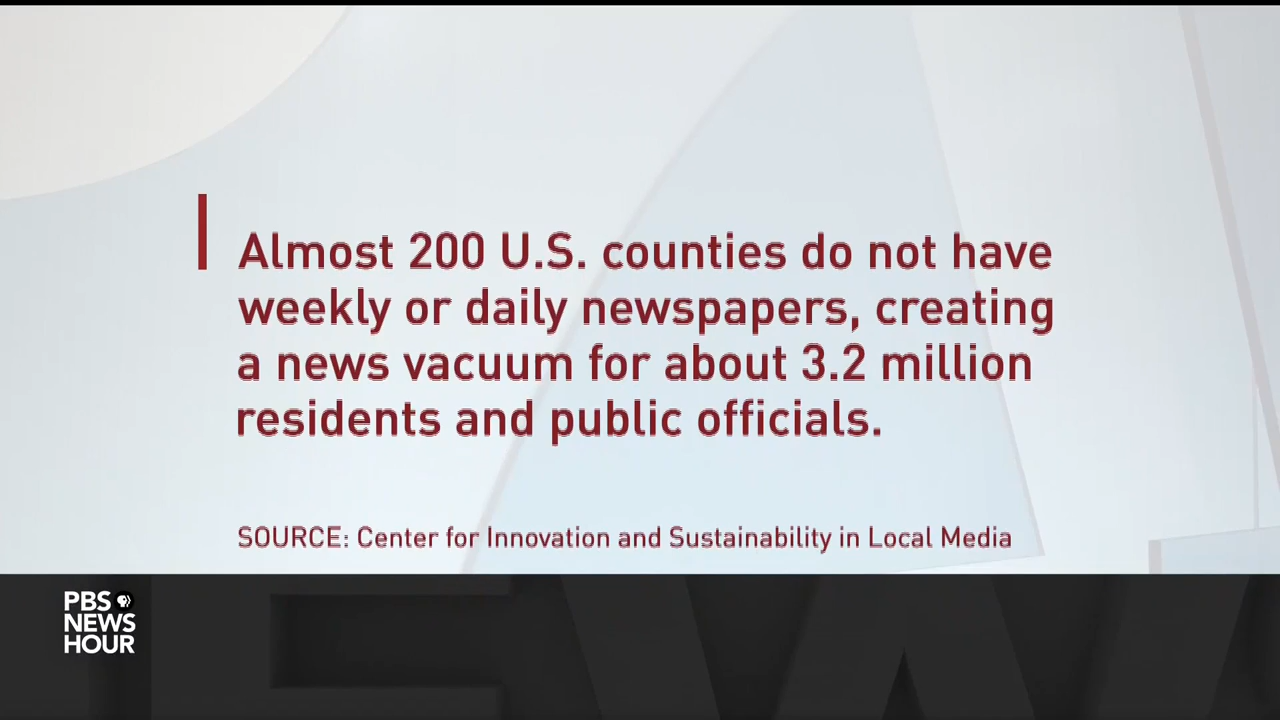 Almost 200 U.S. counties do not have
weekly or daily newspapers, creating
a news vacuum for about 3.2 million
residents and public officials.
SOURCE: Center for Innovation and Sustainability in Local Media
PBS
NEWS
HOUR